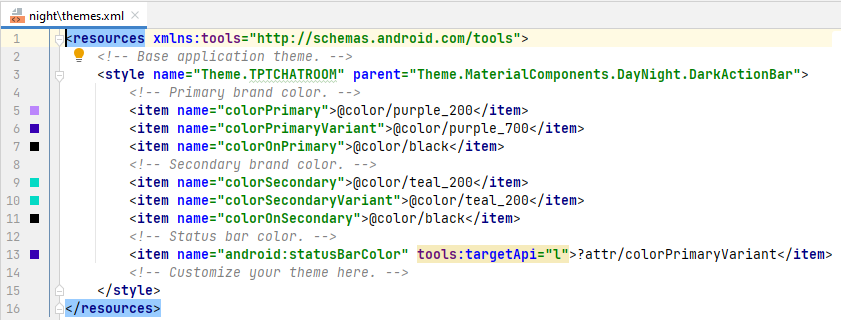 night\themes.xml
1 <resources xmlns:tools="http://schemas.android.com/tools">
2 <!-- Base application theme. -->
3 <style name="Theme.TPTCHATROOM" parent="Theme.MaterialComponents.DayNight.DarkActionBar">
4 <!-- Primary brand color. -->
5 <item name="colorPrimary">@color/purple_200</item>
6 <item name="colorPrimaryVariant">@color/purple_700</item>
7 <item name="colorOnPrimary">@color/black</item>
8 <!-- Secondary brand color. -->
9 <item name="colorSecondary">@color/teal_200</item>
10 <item name="colorSecondaryVariant">@color/teal_200</item>
11 <item name="colorOnSecondary">@color/black</item>
12 <!-- Status bar color. -->
13 <item name="android:statusBarColor" tools:targetApi="l">?attr/colorPrimaryVariant</item>
14 <!-- Customize your theme here. -->
15 </style>
16 </resources>